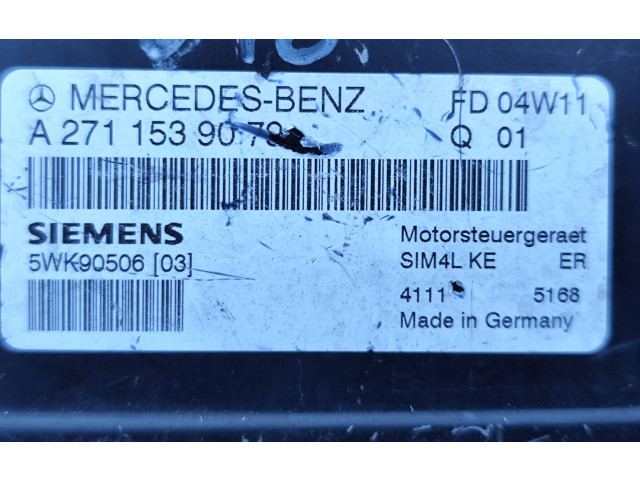 MERCEDES-BENZ FD 04W11
A 271 153 90 Q 01
SIEMENS Motorsteuergeraet
5WK90506 [03] SIM4L KE ER
4111 5168
Made in Germany